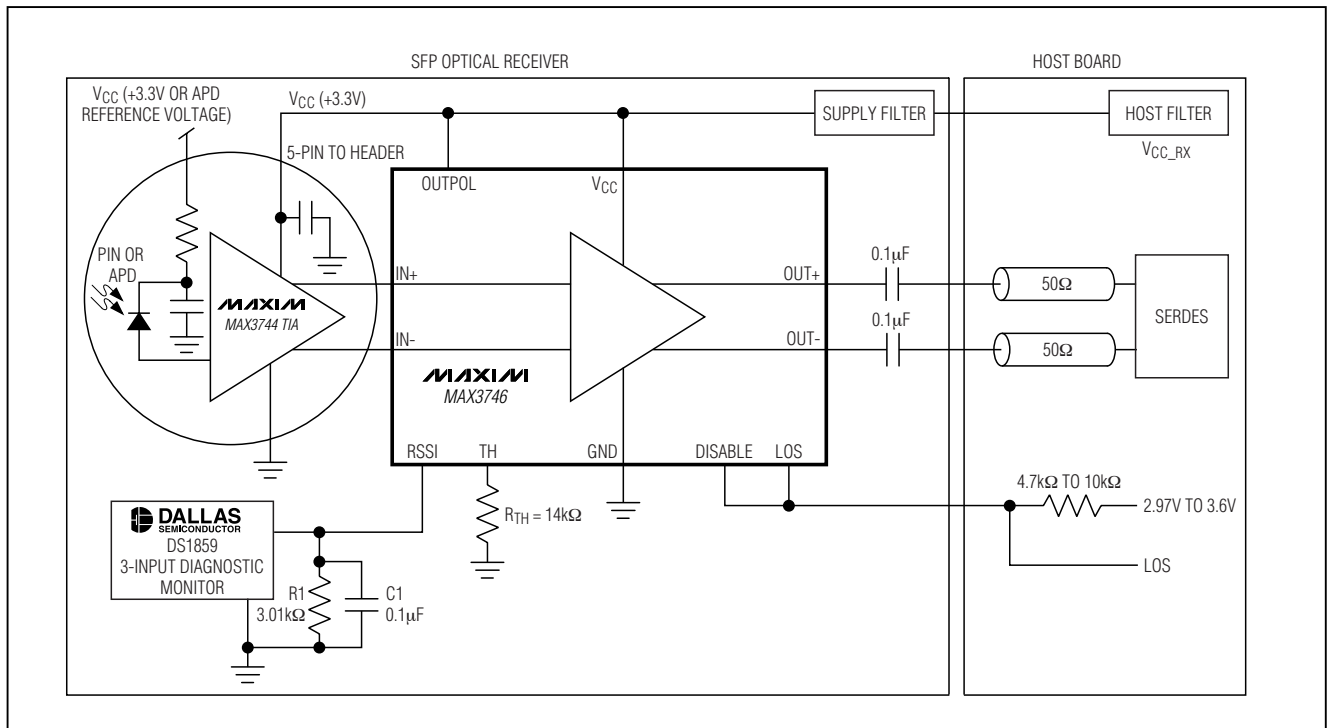 SFP OPTICAL RECEIVER
HOST BOARD
VCC (+3.3V OR APD
REFERENCE VOLTAGE)
VCC (+3.3V)
SUPPLY FILTER
HOST FILTER
VCC_RX
5-PIN TO HEADER
OUTPOL
VCC
PIN OR
APD
MAXIM
MAX3744 TIA
IN+
IN-
OUT+
OUT-
0.1μF
0.1μF
50Ω
50Ω
SERDES
MAXIM
MAX3746
RSSI
TH
GND
DISABLE
LOS
RTH = 14kΩ
4.7kΩ TO 10kΩ
2.97V TO 3.6V
LOS
DALLAS
SEMICONDUCTOR
DS1859
3-INPUT DIAGNOSTIC
MONITOR
R1
3.01kΩ
C1
0.1μF